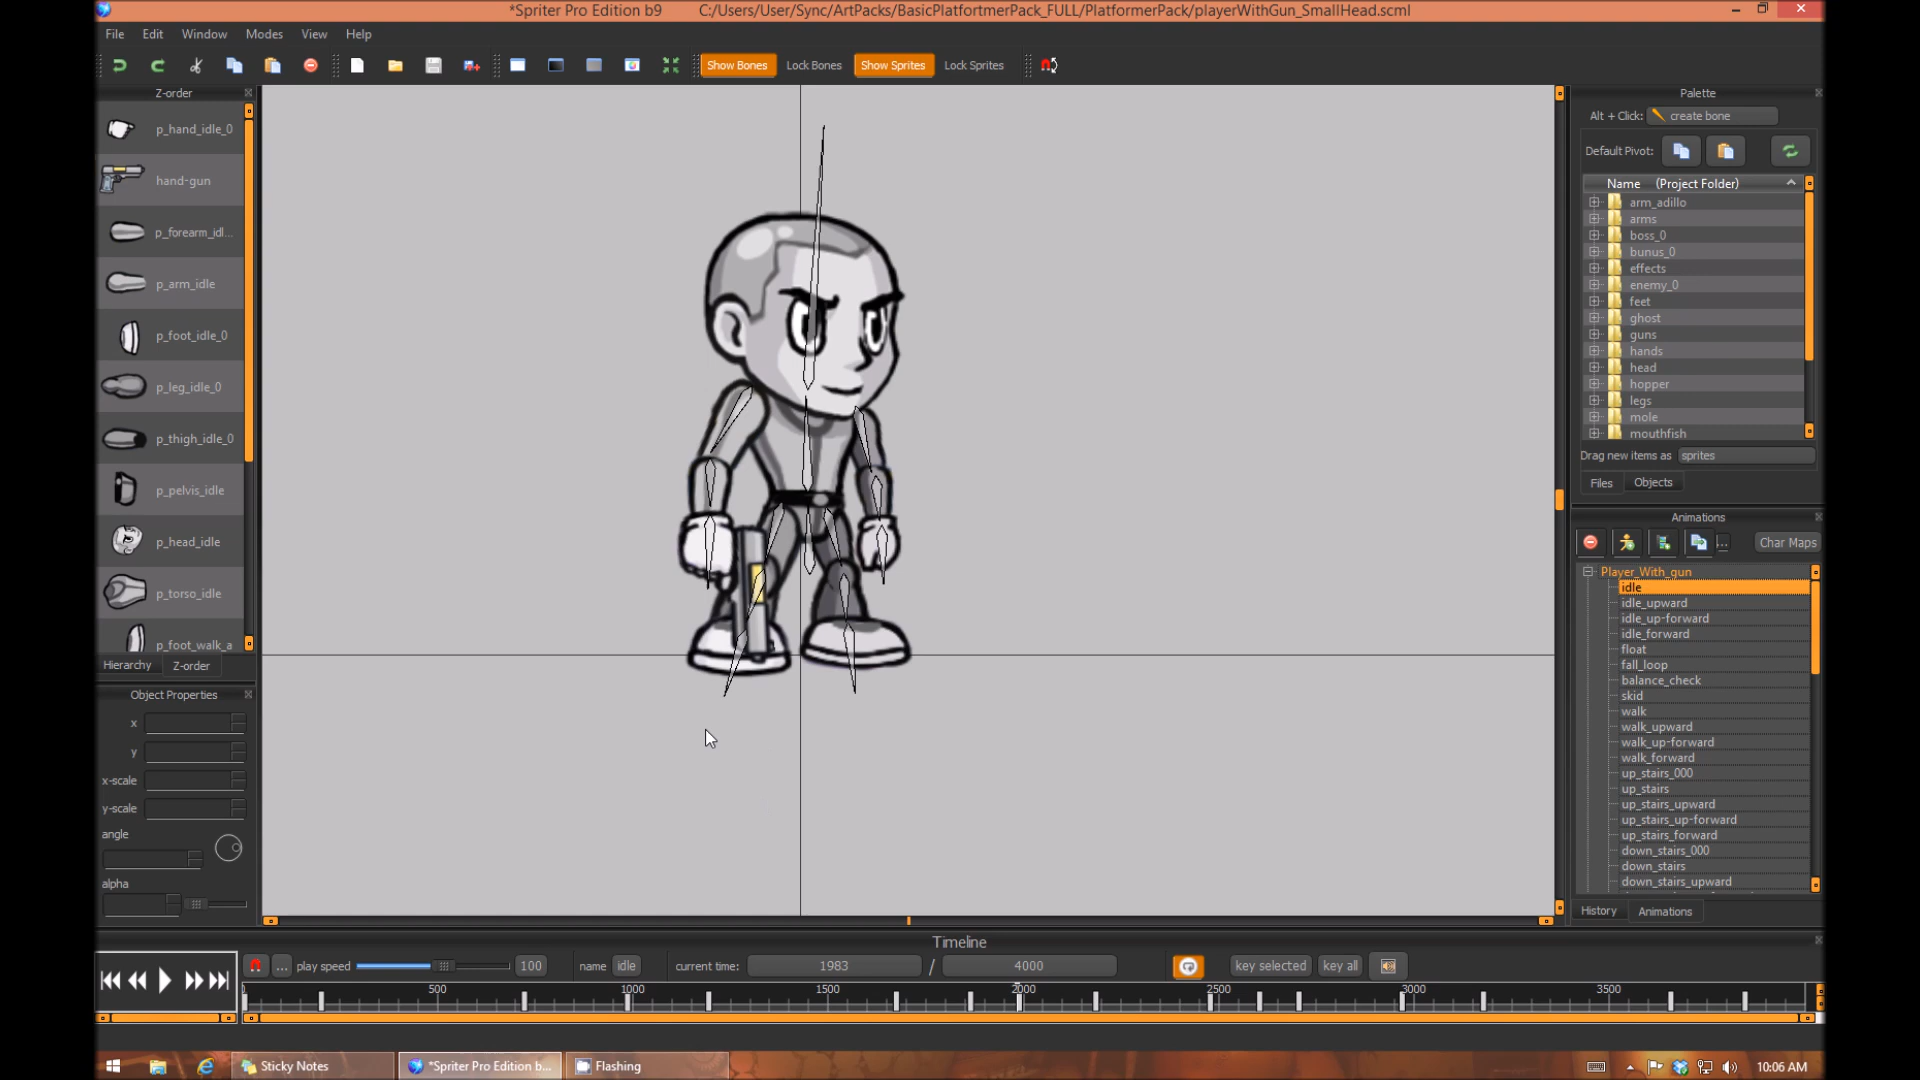 *Spriter Pro Edition b9 C:/Users/User/Sync/ArtPacks/BasicPlatfortmerPack_FULL/PlatformerPack/playerWithGun_SmallHead.scml
File Edit Window Modes View Help
Show Bones Lock Bones Show Sprites Lock Sprites
Z-order
p_hand_idle_0
hand-gun
p_forearm_idl...
p_arm_idle
p_foot_idle_0
p_leg_idle_0
p_thigh_idle_0
p_pelvis_idle
p_head_idle
p_torso_idle
p_foot_walk_a
Hierarchy Z-order
Object Properties
x
y
x-scale
y-scale
angle
alpha
Palette
Alt + Click: create bone
Default Pivot:
Name (Project Folder)
arm_adillo
arms
boss_0
bunus_0
effects
enemy_0
feet
ghost
guns
hands
head
hopper
legs
mole
mouthfish
Drag new items as sprites
Files Objects
Animations
... Char Maps
Player_With_gun
idle
idle_upward
idle_up-forward
idle_forward
float
fall_loop
balance_check
skid
walk
walk_upward
walk_up-forward
walk_forward
up_stairs_000
up_stairs
up_stairs_upward
up_stairs_up-forward
up_stairs_forward
down_stairs_000
down_stairs
down_stairs_upward
History Animations
Timeline
... play speed 100 name idle current time: 1983 / 4000 key selected key all
500 1000 1500 2000 2500 3000 3500
Sticky Notes *Spriter Pro Edition b... Flashing 10:06 AM